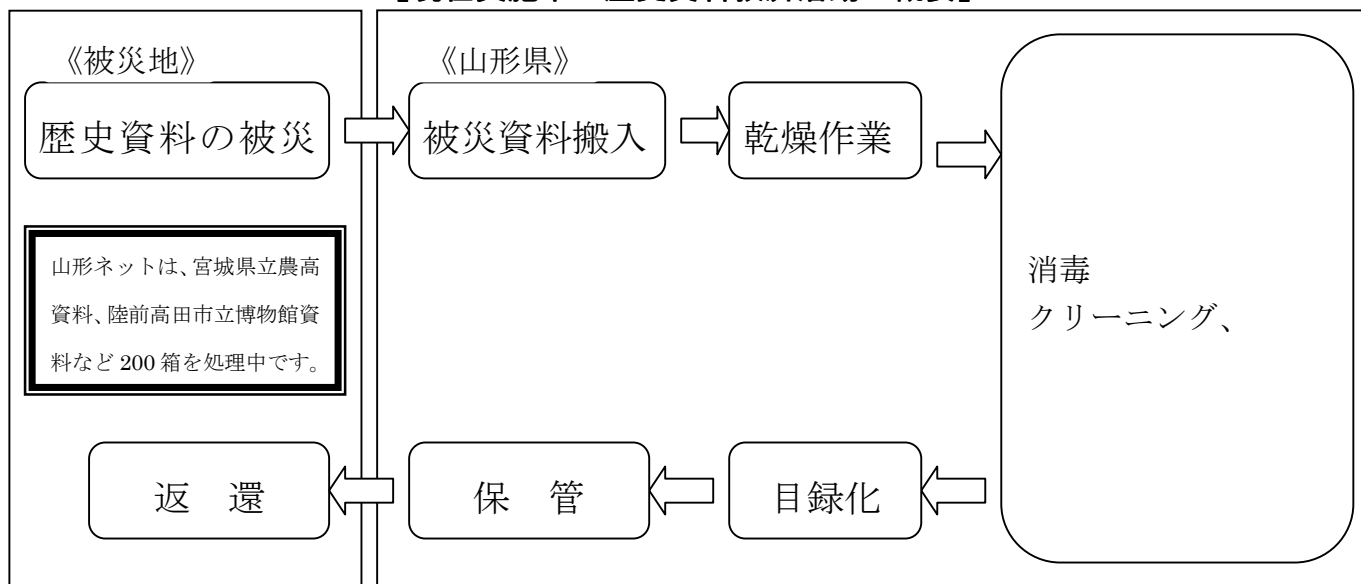 《被災地》
《山形県》
歴史資料の被災
被災資料搬入
乾燥作業
消毒
クリーニング、
山形ネットは、宮城県立農高
資料、陸前高田市立博物館資
料など 200 箱を処理中です。
返　還
保　管
目録化